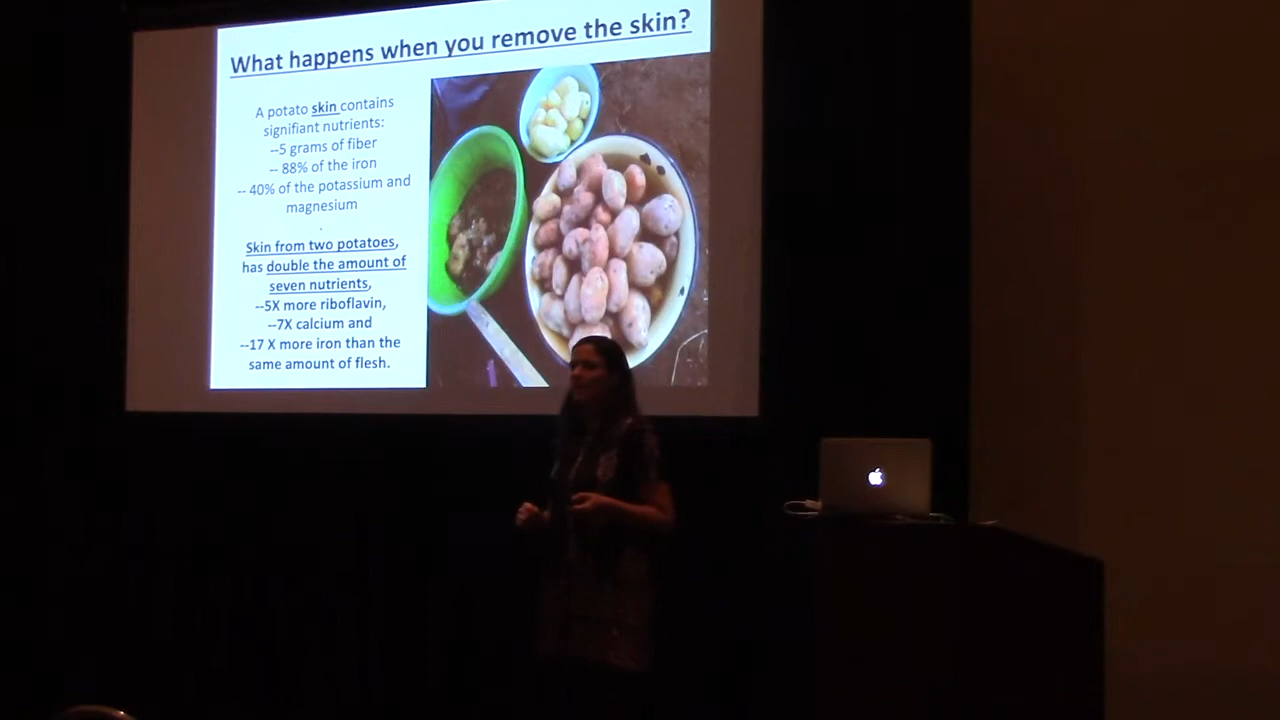 What happens when you remove the skin?
A potato skin contains
signifiant nutrients:
--5 grams of fiber
-- 88% of the iron
-- 40% of the potassium and
magnesium
.
Skin from two potatoes,
has double the amount of
seven nutrients,
--5X more riboflavin,
--7X calcium and
--17 X more iron than the
same amount of flesh.